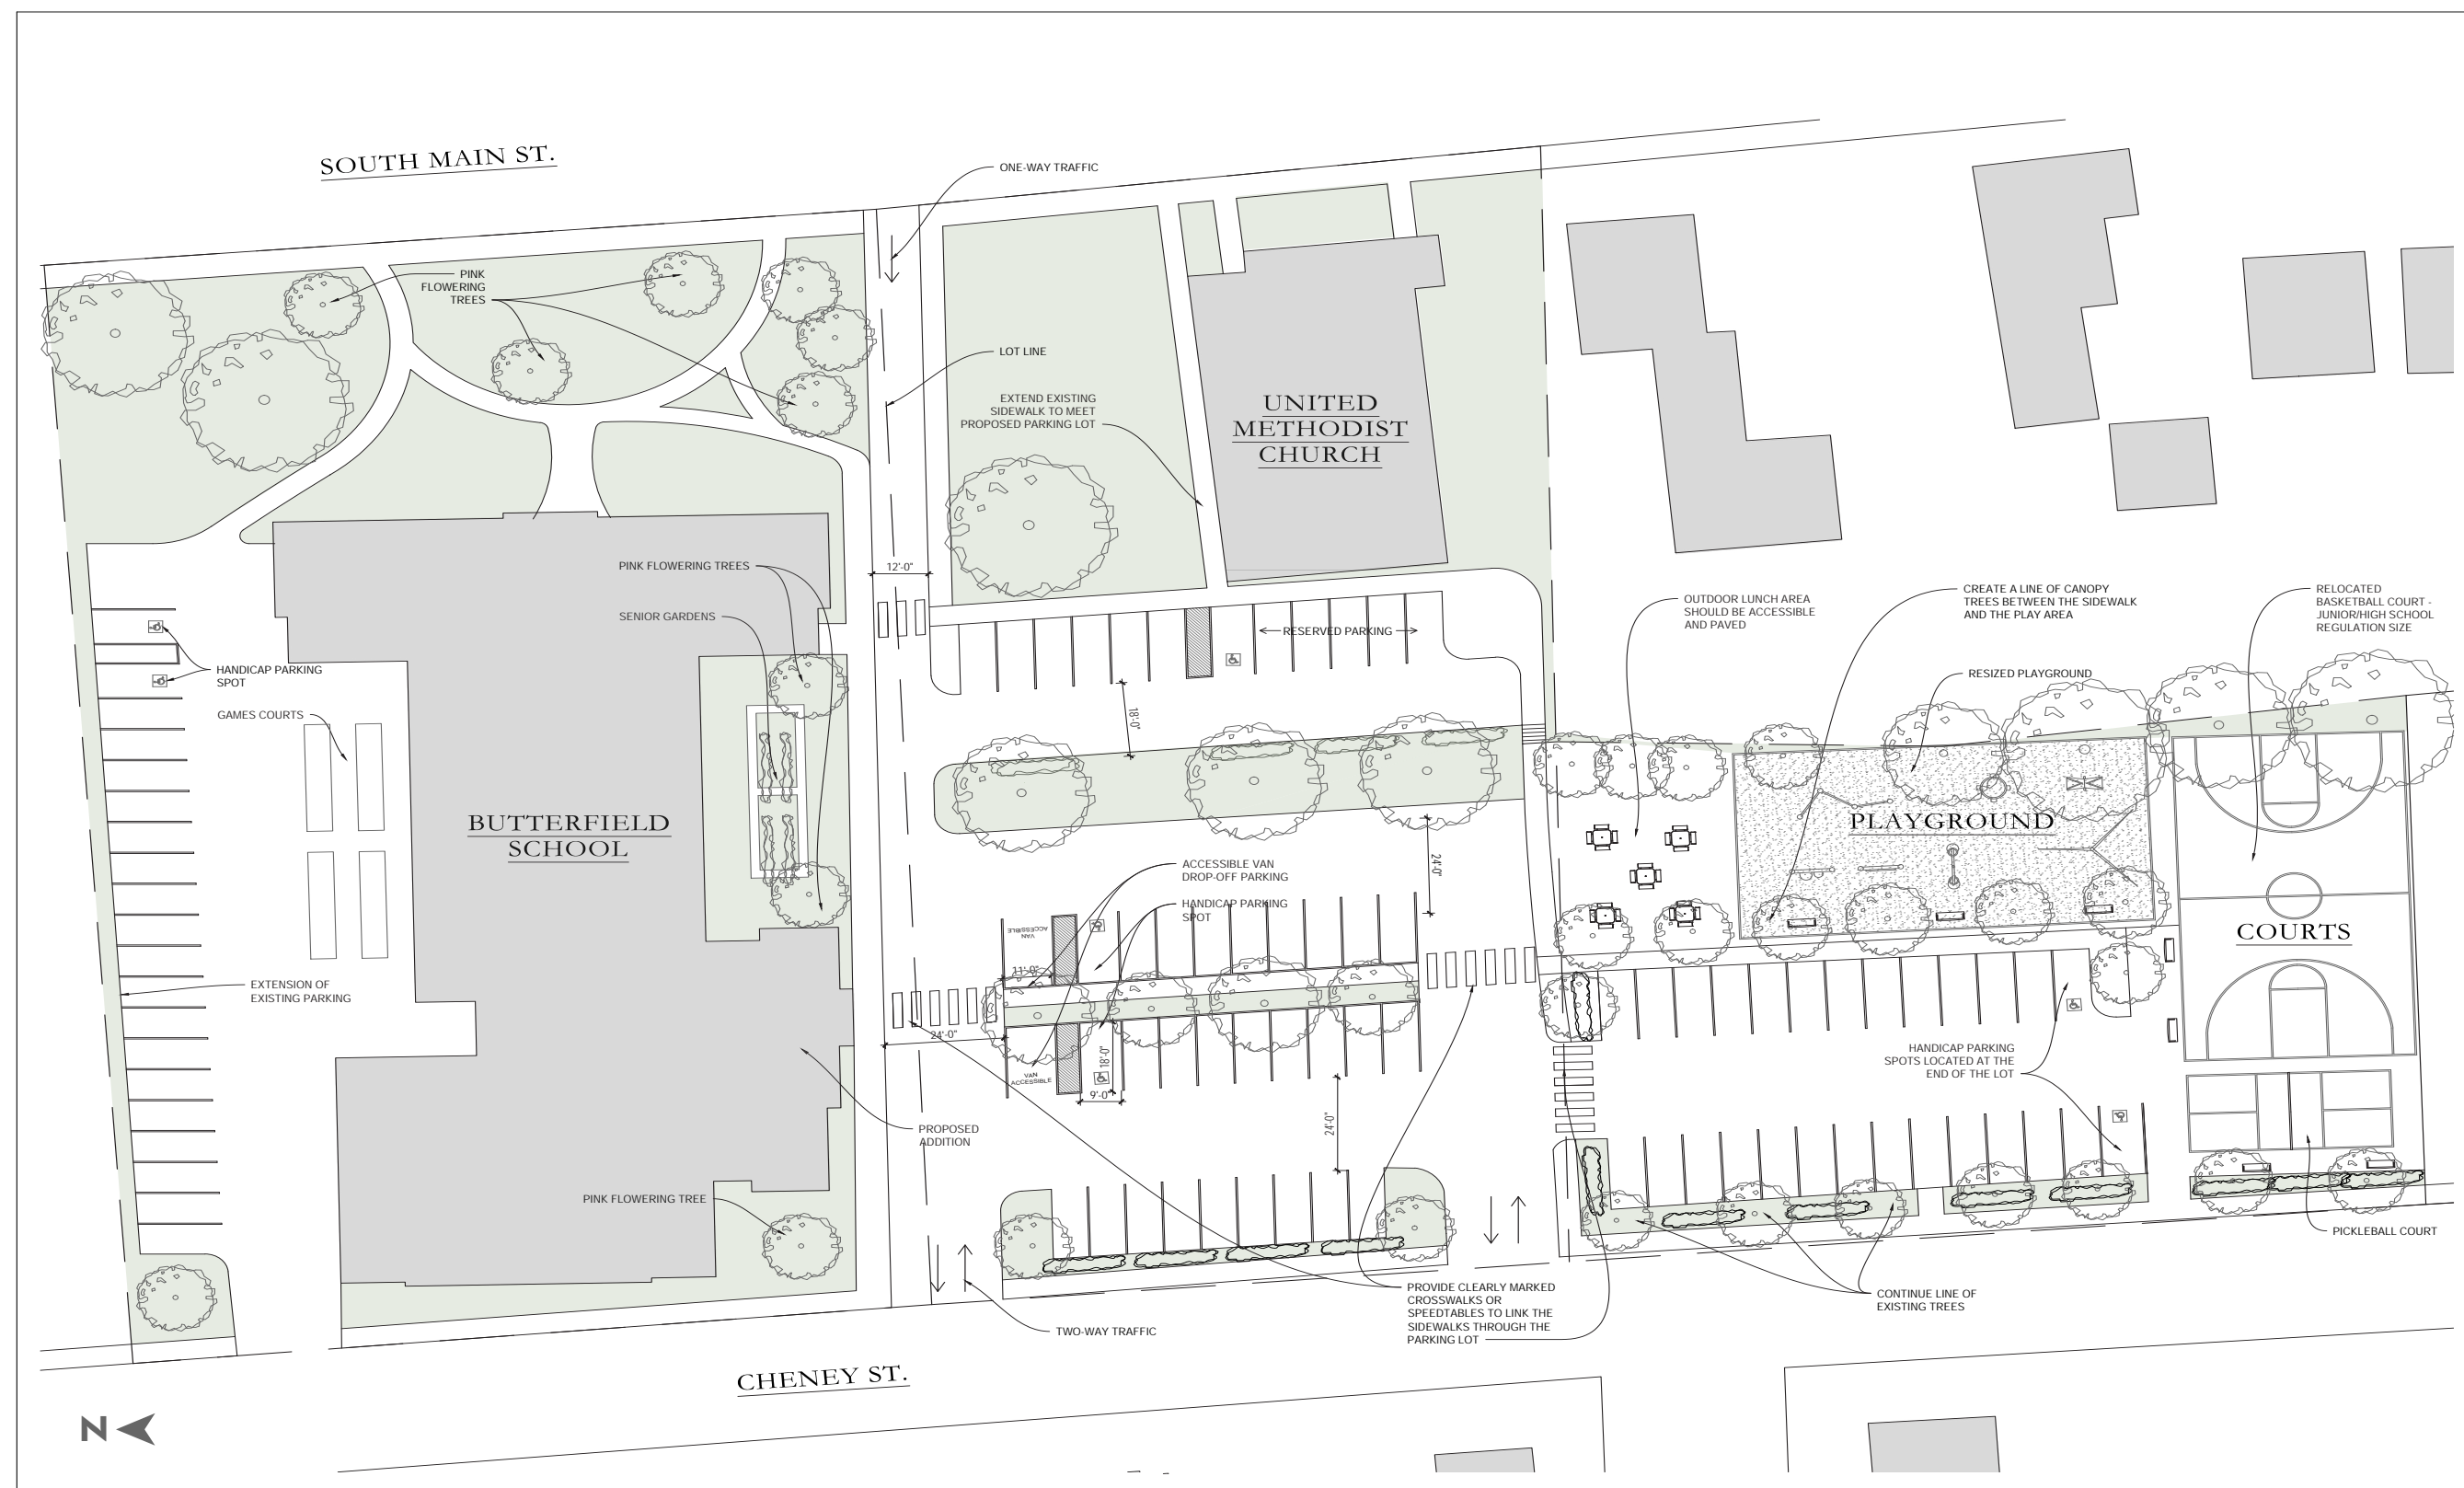 SOUTH MAIN ST.
ONE-WAY TRAFFIC
PINK
FLOWERING
TREES
LOT LINE
EXTEND EXISTING
SIDEWALK TO MEET
PROPOSED PARKING LOT
UNITED
METHODIST
CHURCH
PINK FLOWERING TREES
SENIOR GARDENS
12'-0"
RESERVED PARKING
18'-0"
OUTDOOR LUNCH AREA
SHOULD BE ACCESSIBLE
AND PAVED
CREATE A LINE OF CANOPY
TREES BETWEEN THE SIDEWALK
AND THE PLAY AREA
RELOCATED
BASKETBALL COURT -
JUNIOR/HIGH SCHOOL
REGULATION SIZE
RESIZED PLAYGROUND
HANDICAP PARKING
SPOT
GAMES COURTS
BUTTERFIELD
SCHOOL
PLAYGROUND
COURTS
ACCESSIBLE VAN
DROP-OFF PARKING
HANDICAP PARKING
SPOT
24'-0"
VAN
ACCESSIBLE
11'-0"
EXTENSION OF
EXISTING PARKING
24'-0"
18'-0"
VAN
ACCESSIBLE
9'-0"
24'-0"
HANDICAP PARKING
SPOTS LOCATED AT THE
END OF THE LOT
PROPOSED
ADDITION
PINK FLOWERING TREE
PICKLEBALL COURT
PROVIDE CLEARLY MARKED
CROSSWALKS OR
SPEEDTABLES TO LINK THE
SIDEWALKS THROUGH THE
PARKING LOT
CONTINUE LINE OF
EXISTING TREES
TWO-WAY TRAFFIC
CHENEY ST.
N